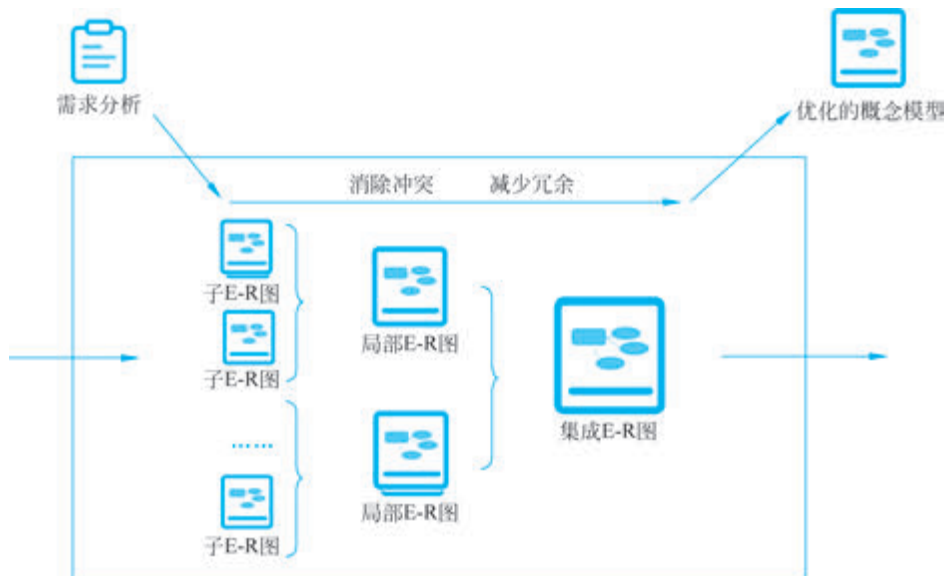 需求分析
优化的概念模型
消除冲突 减少冗余
子E-R图
子E-R图
……
子E-R图
局部E-R图
局部E-R图
集成E-R图